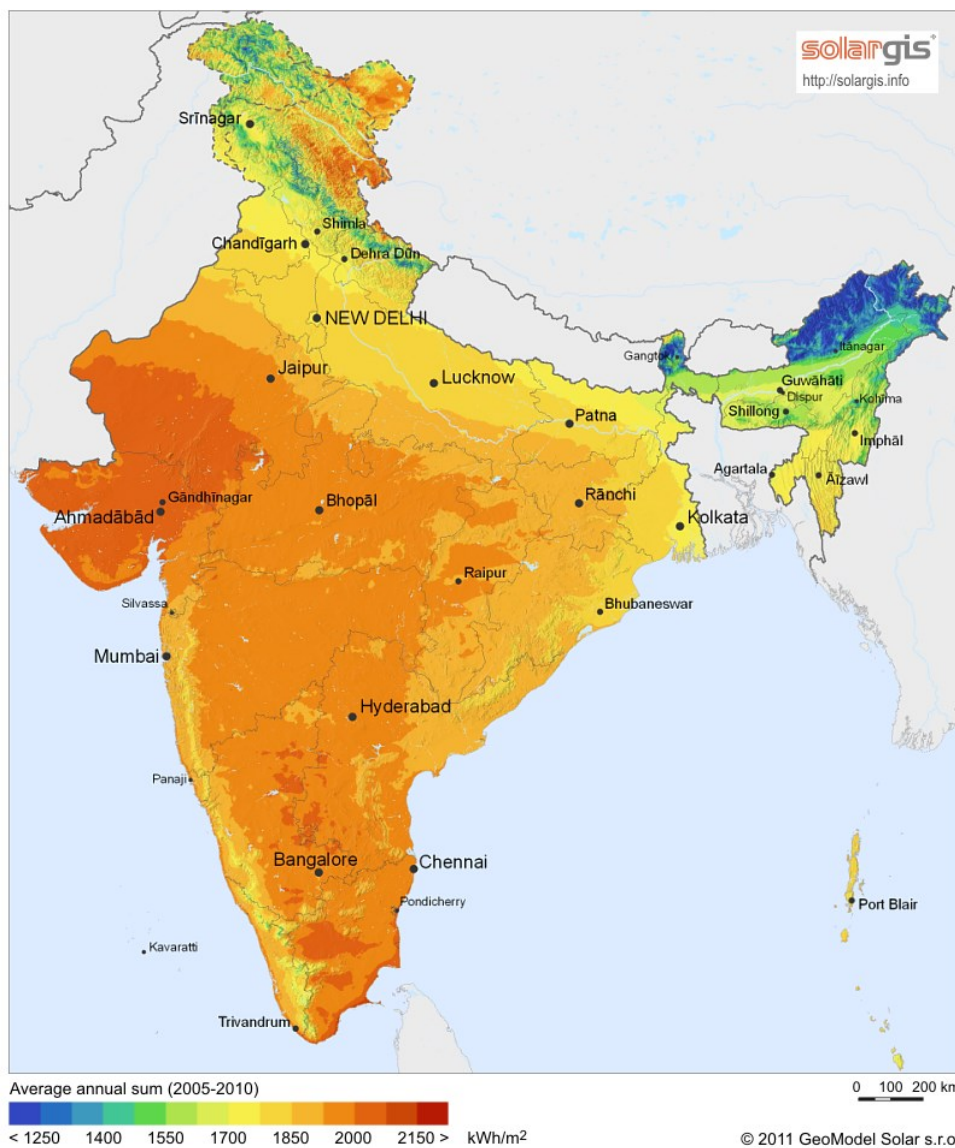 solargis
http://solargis.info
Srīnagar
Shimla
Chandīgarh
Dehra Dūn
NEW DELHI
Jaipur
Lucknow
Gangtok
Itānagar
Guwāhāti
Dispur
Kohīma
Shillong
Patna
Imphāl
Agartala
Āīzawl
Gāndhīnagar
Ahmadābād
Bhopāl
Rānchi
Kolkata
Raipur
Silvassa
Bhubaneswar
Mumbai
Hyderabad
Panaji
Bangalore
Chennai
Pondicherry
Port Blair
Kavaratti
Trivandrum
Average annual sum (2005-2010)
0 100 200 km
< 1250 1400 1550 1700 1850 2000 2150 > kWh/m²
© 2011 GeoModel Solar s.r.o